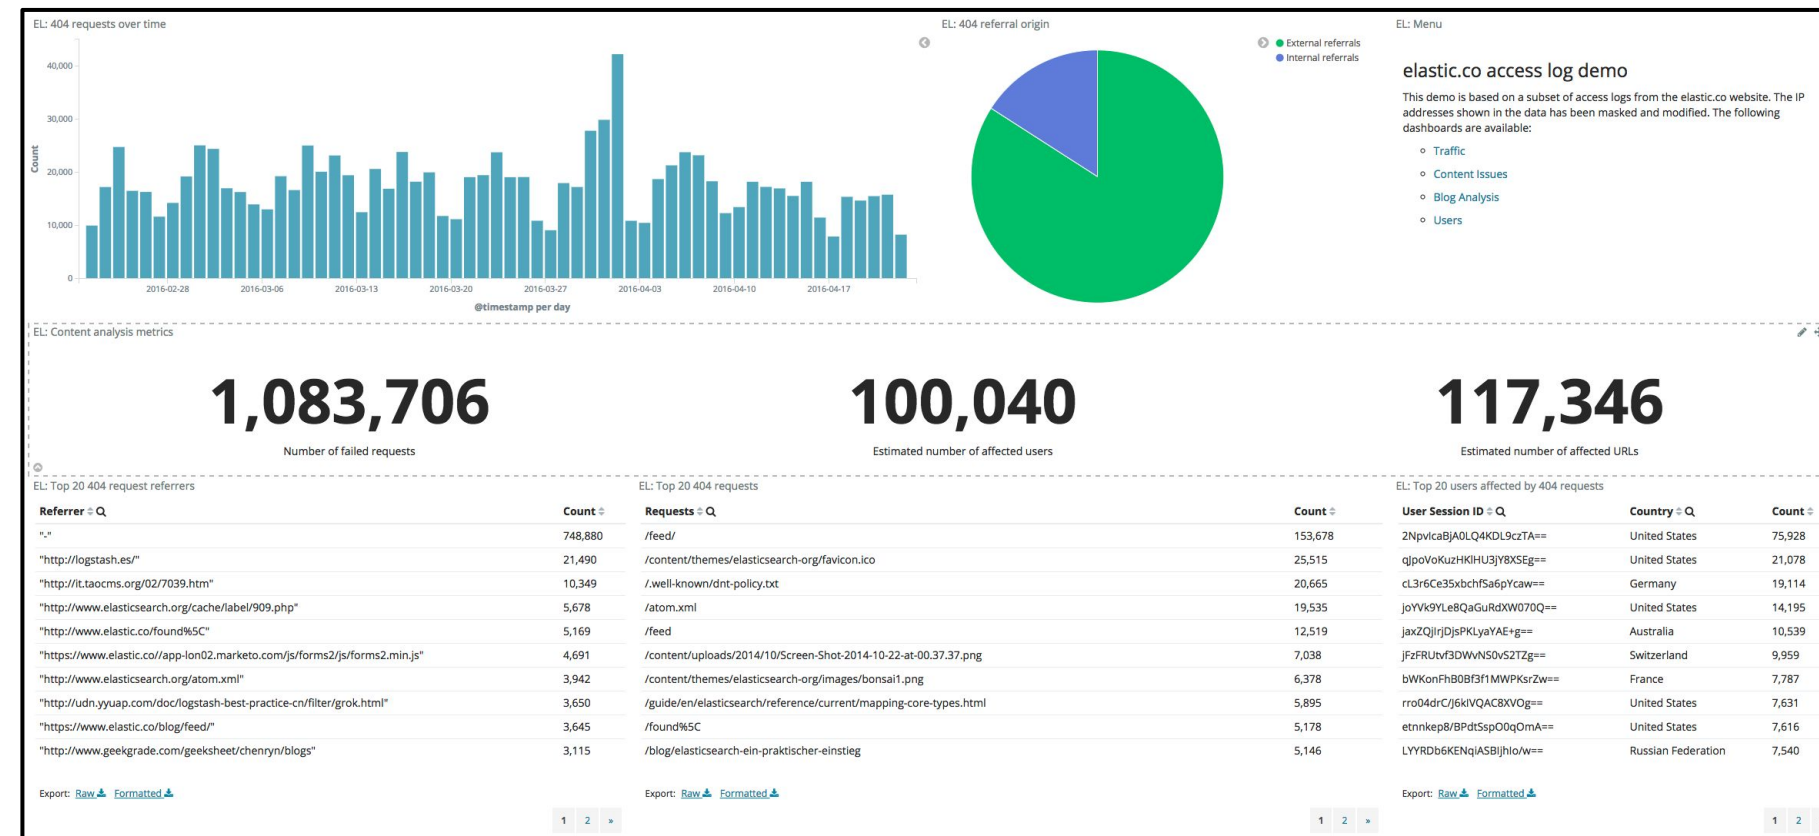 EL: 404 requests over time
40,000
30,000
20,000
10,000
0
Count
2016-02-28 2016-03-06 2016-03-13 2016-03-20 2016-03-27 2016-04-03 2016-04-10 2016-04-17
@timestamp per day
EL: 404 referral origin
External referrals
Internal referrals
EL: Menu
elastic.co access log demo
This demo is based on a subset of access logs from the elastic.co website. The IP
addresses shown in the data has been masked and modified. The following
dashboards are available:
Traffic
Content Issues
Blog Analysis
Users
EL: Content analysis metrics
1,083,706
Number of failed requests
100,040
Estimated number of affected users
117,346
Estimated number of affected URLs
EL: Top 20 404 request referrers
Referrer Count
"-" 748,880
"http://logstash.es/" 21,490
"http://it.taocms.org/02/7039.htm" 10,349
"http://www.elasticsearch.org/cache/label/909.php" 5,678
"http://www.elastic.co/found%5C" 5,169
"https://www.elastic.co//app-lon02.marketo.com/js/forms2/js/forms2.min.js" 4,691
"http://www.elasticsearch.org/atom.xml" 3,942
"http://udn.yyuap.com/doc/logstash-best-practice-cn/filter/grok.html" 3,650
"https://www.elastic.co/blog/feed/" 3,645
"http://www.geekgrade.com/geeksheet/chenryn/blogs" 3,115
Export: Raw Formatted
1 2 »
EL: Top 20 404 requests
Requests Count
/feed/ 153,678
/content/themes/elasticsearch-org/favicon.ico 25,515
/.well-known/dnt-policy.txt 20,665
/atom.xml 19,535
/feed 12,519
/content/uploads/2014/10/Screen-Shot-2014-10-22-at-00.37.37.png 7,038
/content/themes/elasticsearch-org/images/bonsai1.png 6,378
/guide/en/elasticsearch/reference/current/mapping-core-types.html 5,895
/found%5C 5,178
/blog/elasticsearch-ein-praktischer-einstieg 5,146
Export: Raw Formatted
1 2 »
EL: Top 20 users affected by 404 requests
User Session ID Country Count
2NpvIcaBjA0LQ4KDL9czTA== United States 75,928
qJpoVoKuzHKlHU3jY8XSEg== United States 21,078
cL3r6Ce35xbchfSa6pYcaw== Germany 19,114
joYVk9YLe8QaGuRdXW070Q== United States 14,195
jaxZQjIrjDjsPKLyaYAE+g== Australia 10,539
jFzFRUtvf3DWvNS0vS2TZg== Switzerland 9,959
bWKonFhB0Bf3f1MWPKsrZw== France 7,787
rro04drC/J6kIVQAC8XVOg== United States 7,631
etnnkep8/BPdtSspO0qOmA== United States 7,616
LYYRDb6KENqiASBIjhIo/w== Russian Federation 7,540
Export: Raw Formatted
1 2